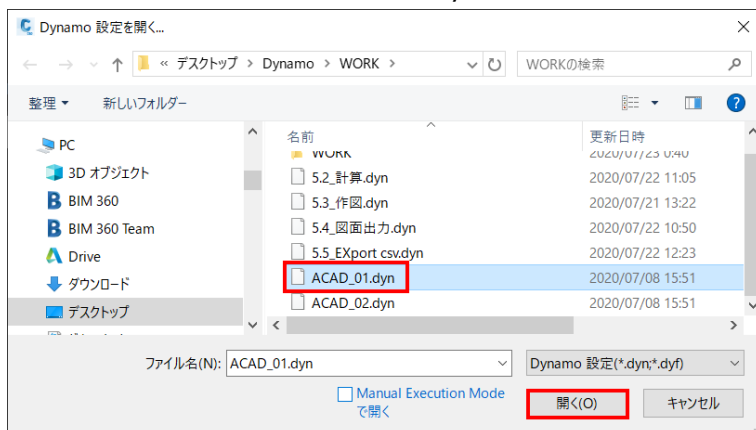 Dynamo 設定を開く...
« デスクトップ > Dynamo > WORK >
WORKの検索
整理
新しいフォルダー
名前
更新日時
PC
3D オブジェクト
BIM 360
BIM 360 Team
Drive
ダウンロード
デスクトップ
WORK 2020/07/23 0:40
5.2_計算.dyn 2020/07/22 11:05
5.3_作図.dyn 2020/07/21 13:22
5.4_図面出力.dyn 2020/07/22 10:50
5.5_EXport csv.dyn 2020/07/22 12:23
ACAD_01.dyn 2020/07/08 15:51
ACAD_02.dyn 2020/07/08 15:51
ファイル名(N): ACAD_01.dyn
Dynamo 設定(*.dyn;*.dyf)
Manual Execution Mode
で開く
開く(O)
キャンセル